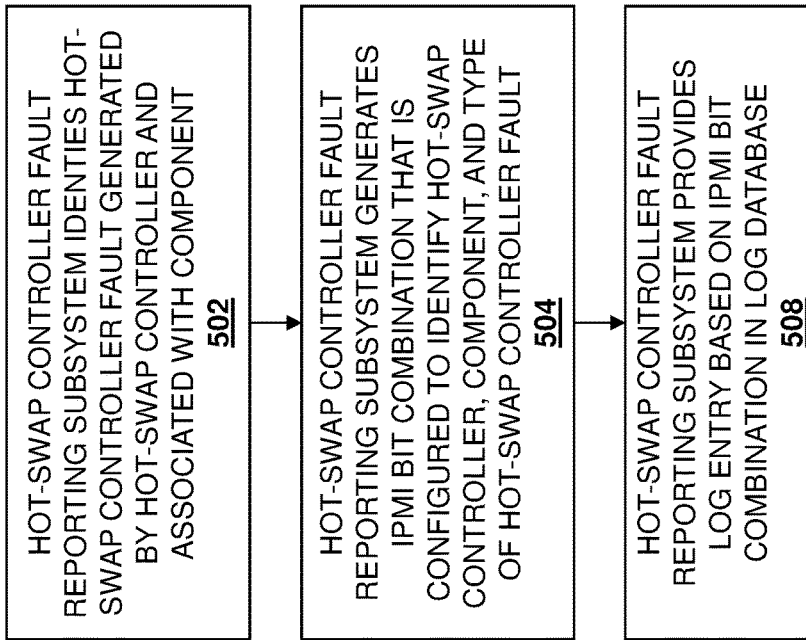 HOT-SWAP CONTROLLER FAULT
REPORTING SUBSYSTEM IDENTIES HOT-
SWAP CONTROLLER FAULT GENERATED
BY HOT-SWAP CONTROLLER AND
ASSOCIATED WITH COMPONENT
502
HOT-SWAP CONTROLLER FAULT
REPORTING SUBSYSTEM GENERATES
IPMI BIT COMBINATION THAT IS
CONFIGURED TO IDENTIFY HOT-SWAP
CONTROLLER, COMPONENT, AND TYPE
OF HOT-SWAP CONTROLLER FAULT
504
HOT-SWAP CONTROLLER FAULT
REPORTING SUBSYSTEM PROVIDES
LOG ENTRY BASED ON IPMI BIT
COMBINATION IN LOG DATABASE
508